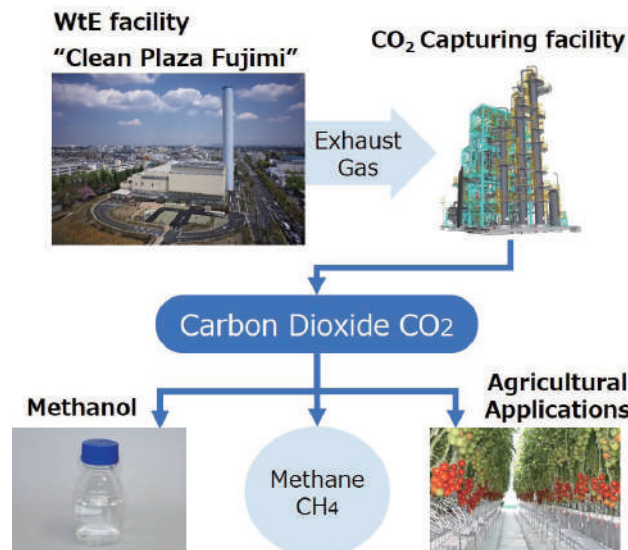 WtE facility
“Clean Plaza Fujimi”
CO₂ Capturing facility
Exhaust
Gas
Carbon Dioxide CO2
Methanol
Methane
CH4
Agricultural
Applications